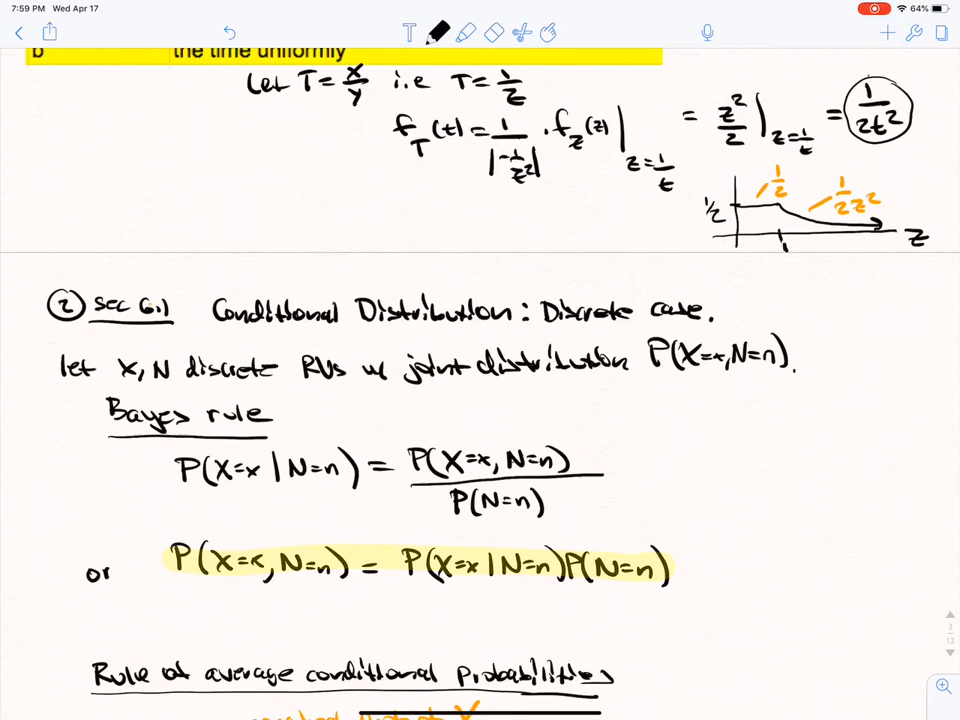 7:59 PM Wed Apr 17
64%
b the time uniformly
let T = X/Y i.e T = 1/Z
f_T(t) = 1/|-1/z²| · f_Z(z) |_{z=1/t} = z²/2 |_{z=1/t} = 1/2t²
1/2 1/2z²
1/2
1 z
② sec 6.1 Conditional Distribution: Discrete case.
let X, N discrete RVs w joint distribution P(X=x, N=n).
Bayes rule
P(X=x | N=n) = P(X=x, N=n) / P(N=n)
or P(X=x, N=n) = P(X=x | N=n)P(N=n)
Rule of average conditional probabilities
3
12